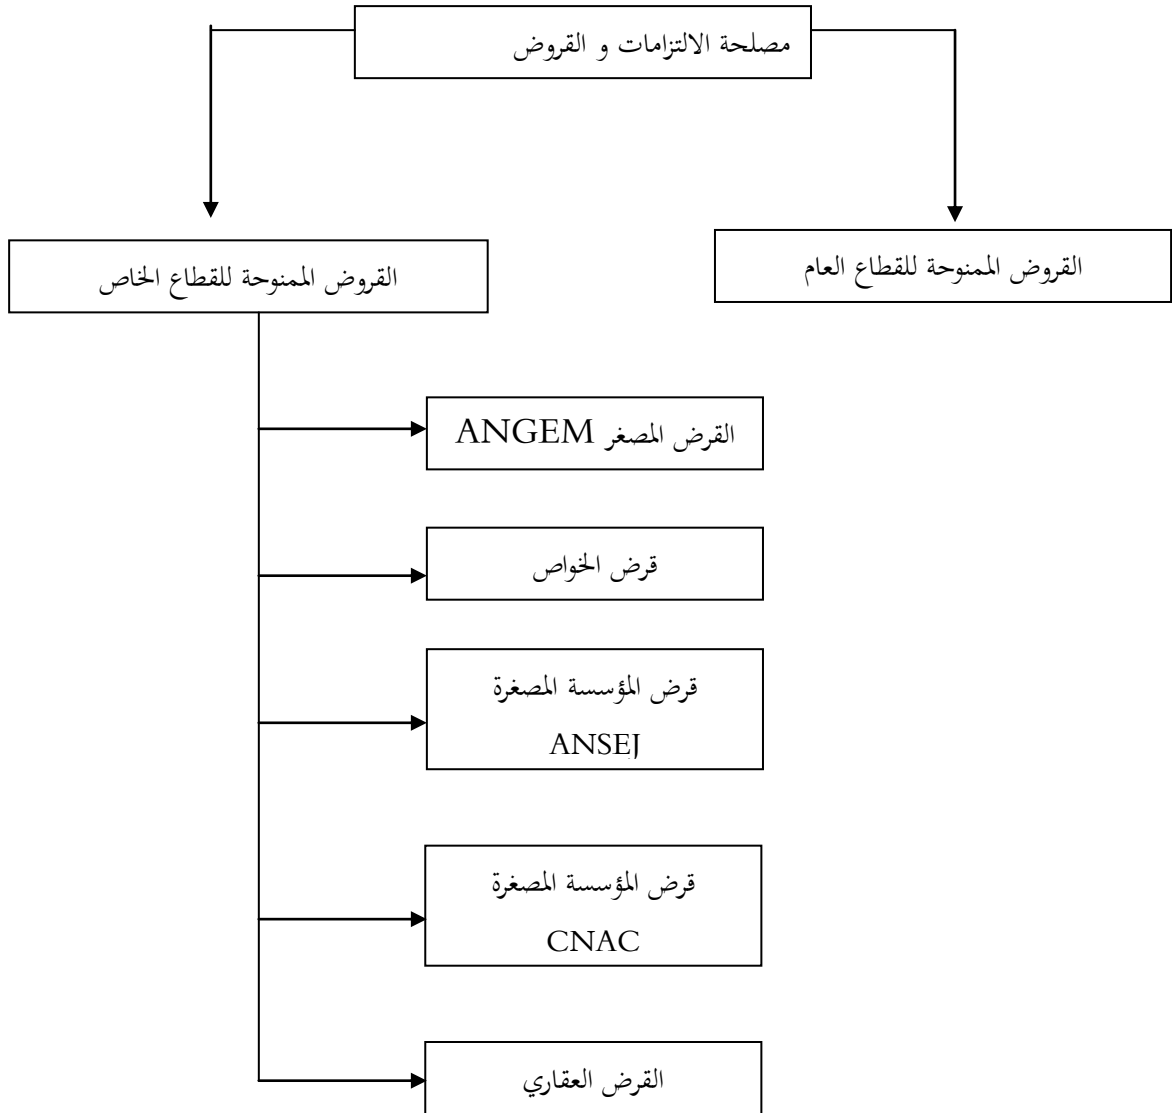 مصلحة الالتزامات و القروض
القروض الممنوحة للقطاع العام
القروض الممنوحة للقطاع الخاص
القرض المصغر ANGEM
قرض الخواص
قرض المؤسسة المصغرة
ANSEJ
قرض المؤسسة المصغرة
CNAC
القرض العقاري